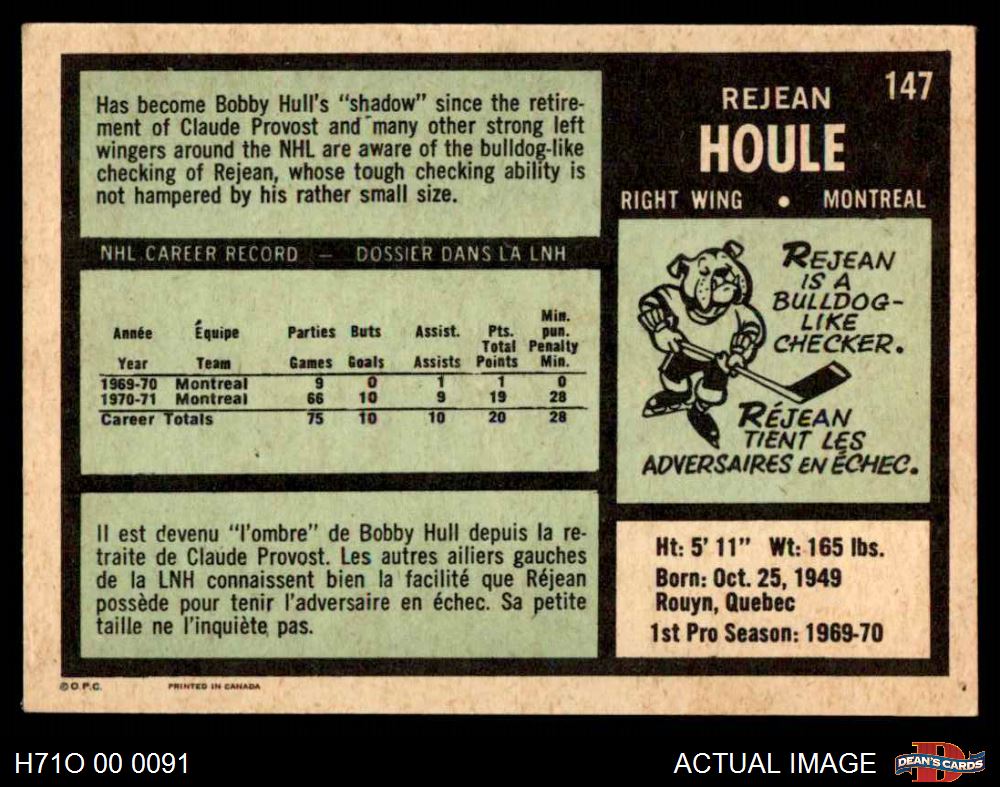 147
REJEAN
HOULE
RIGHT WING • MONTREAL
Has become Bobby Hull's "shadow" since the retire-
ment of Claude Provost and many other strong left
wingers around the NHL are aware of the bulldog-like
checking of Rejean, whose tough checking ability is
not hampered by his rather small size.
NHL CAREER RECORD — DOSSIER DANS LA LNH
Année Équipe Parties Buts Assist. Pts. Total Min. pun.
Year Team Games Goals Assists Points Penalty Min.
1969-70 Montreal 9 0 1 1 0
1970-71 Montreal 66 10 9 19 28
Career Totals 75 10 10 20 28
Il est devenu "l'ombre" de Bobby Hull depuis la re-
traite de Claude Provost. Les autres ailiers gauches
de la LNH connaissent bien la facilité que Réjean
possède pour tenir l'adversaire en échec. Sa petite
taille ne l'inquiète pas.
REJEAN
IS A
BULLDOG-
LIKE
CHECKER.
RÉJEAN
TIENT LES
ADVERSAIRES EN ÉCHEC.
Ht: 5' 11" Wt: 165 lbs.
Born: Oct. 25, 1949
Rouyn, Quebec
1st Pro Season: 1969-70
© O.P.C. PRINTED IN CANADA
H71O 00 0091
ACTUAL IMAGE
D
DEAN'S CARDS